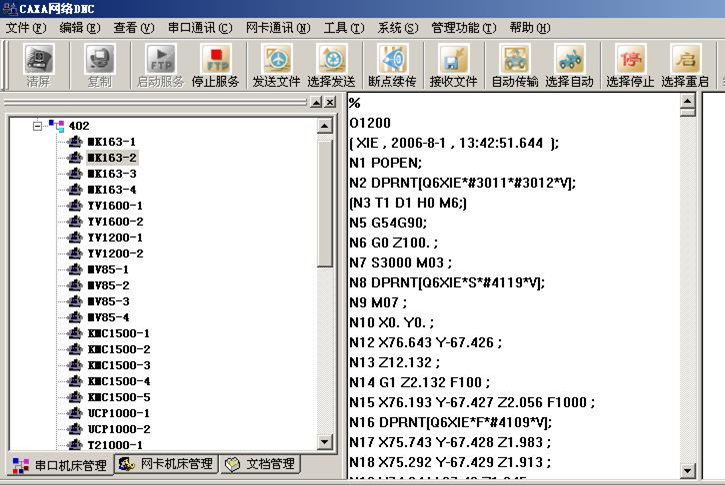 CAXA网络DNC
文件(F) 编辑(E) 查看(V) 串口通讯(C) 网卡通讯(N) 工具(T) 系统(S) 管理功能(T) 帮助(H)
清屏 复制 启动服务 停止服务 发送文件 选择发送 断点续传 接收文件 自动传输 选择自动 选择停止 选择重启
FTP FTP 停 启
402
MK163-1
MK163-2
MK163-3
MK163-4
YV1600-1
YV1600-2
YV1200-1
YV1200-2
MV85-1
MV85-2
MV85-3
MV85-4
KMC1500-1
KMC1500-2
KMC1500-3
KMC1500-4
KMC1500-5
UCP1000-1
UCP1000-2
T21000-1
串口机床管理 网卡机床管理 文档管理
%
O1200
( XIE , 2006-8-1 , 13:42:51.644 );
N1 POPEN;
N2 DPRNT[Q6XIE*#3011*#3012*V];
(N3 T1 D1 H0 M6;)
N5 G54G90;
N6 G0 Z100. ;
N7 S3000 M03 ;
N8 DPRNT[Q6XIE*S*#4119*V];
N9 M07 ;
N10 X0. Y0. ;
N12 X76.643 Y-67.426 ;
N13 Z12.132 ;
N14 G1 Z2.132 F100 ;
N15 X76.193 Y-67.427 Z2.056 F1000 ;
N16 DPRNT[Q6XIE*F*#4109*V];
N17 X75.743 Y-67.428 Z1.983 ;
N18 X75.292 Y-67.429 Z1.913 ;